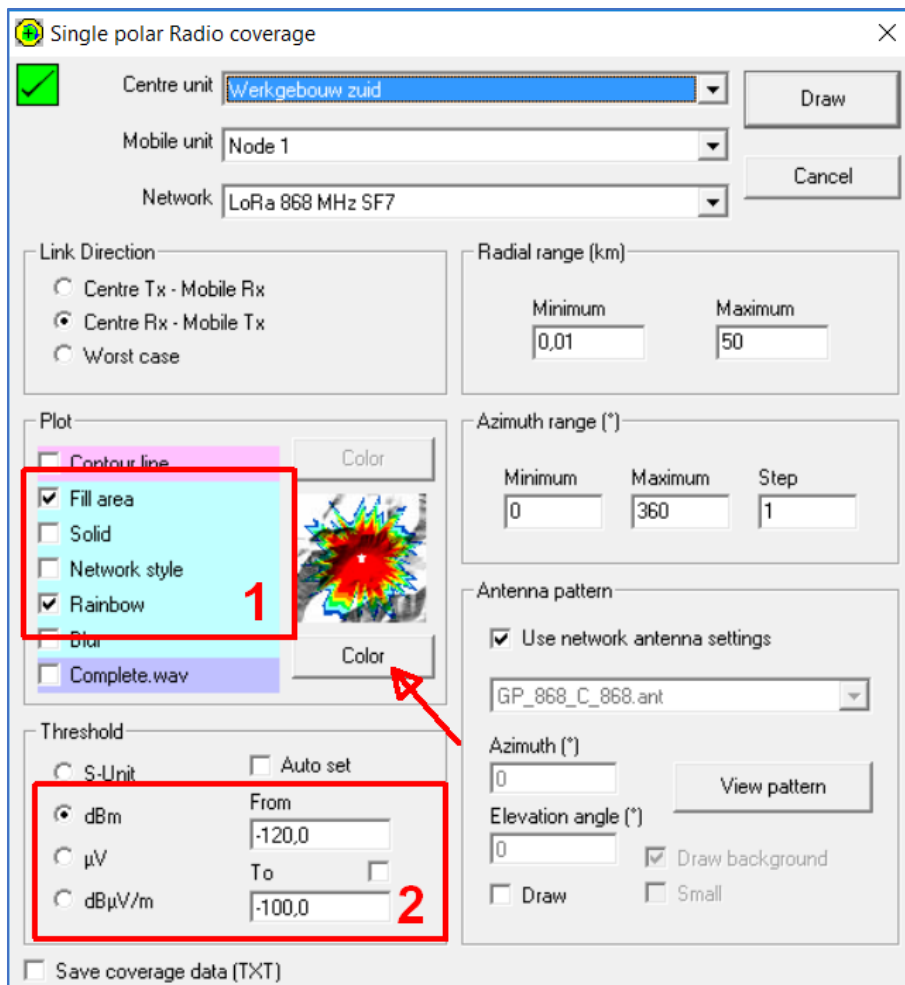 Single polar Radio coverage
Centre unit Werkgebouw zuid
Draw
Mobile unit Node 1
Cancel
Network LoRa 868 MHz SF7
Link Direction
Centre Tx - Mobile Rx
Centre Rx - Mobile Tx
Worst case
Radial range (km)
Minimum Maximum
0,01 50
Plot
Contour line Color
Fill area
Solid
Network style
Rainbow 1
Blur
Color
Complete.wav
Azimuth range (°)
Minimum Maximum Step
0 360 1
Antenna pattern
Use network antenna settings
GP_868_C_868.ant
Azimuth (°)
0
View pattern
Elevation angle (°)
0
Draw background
Draw Small
Threshold
S-Unit Auto set
dBm From
-120,0
µV
To
dBµV/m -100,0 2
Save coverage data (TXT)